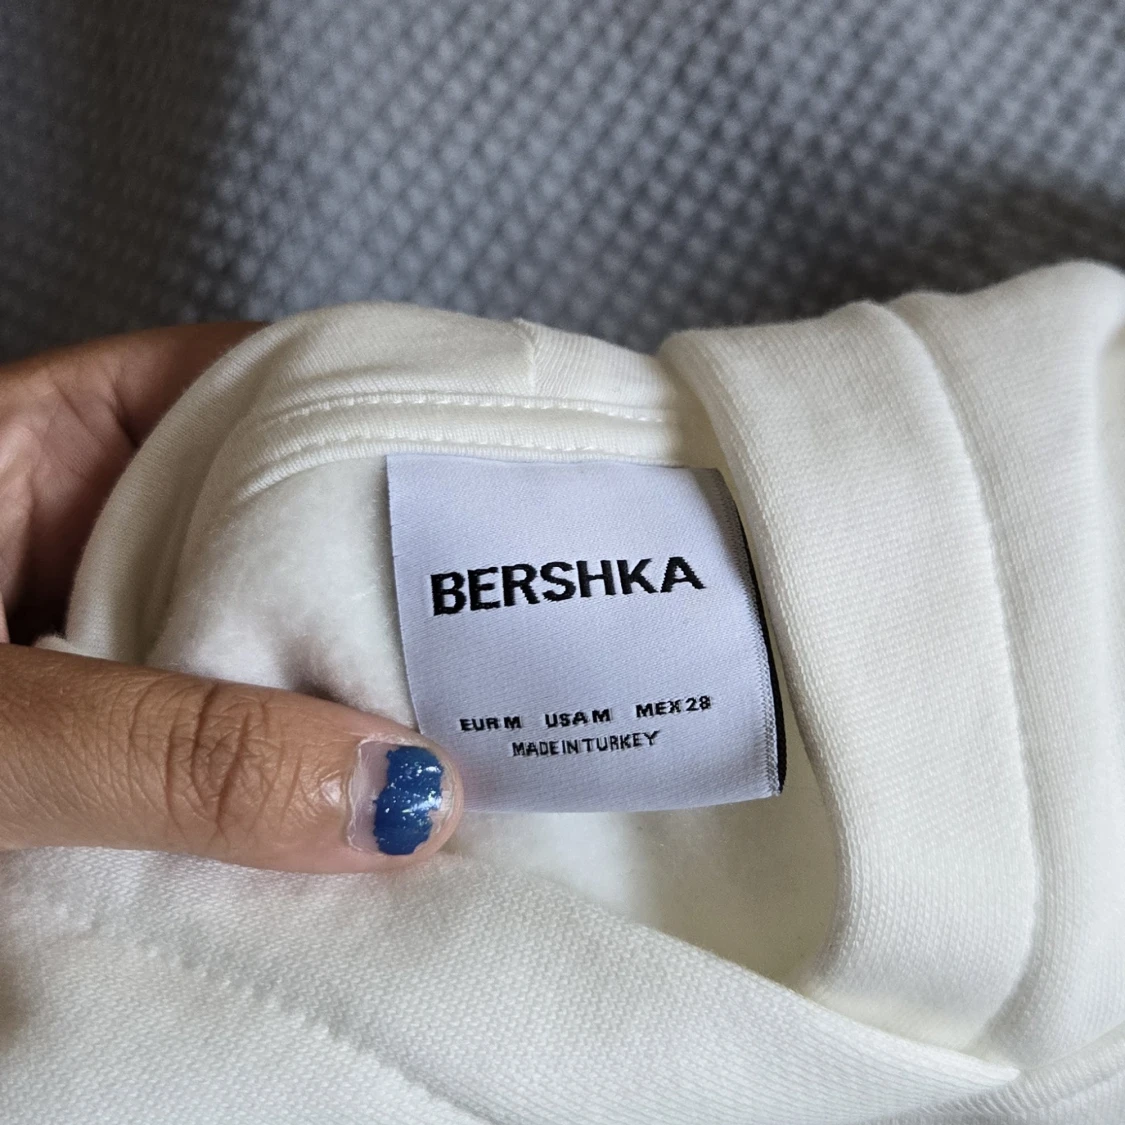 BERSHKA
EUR M USA M MEX 28
MADE IN TURKEY